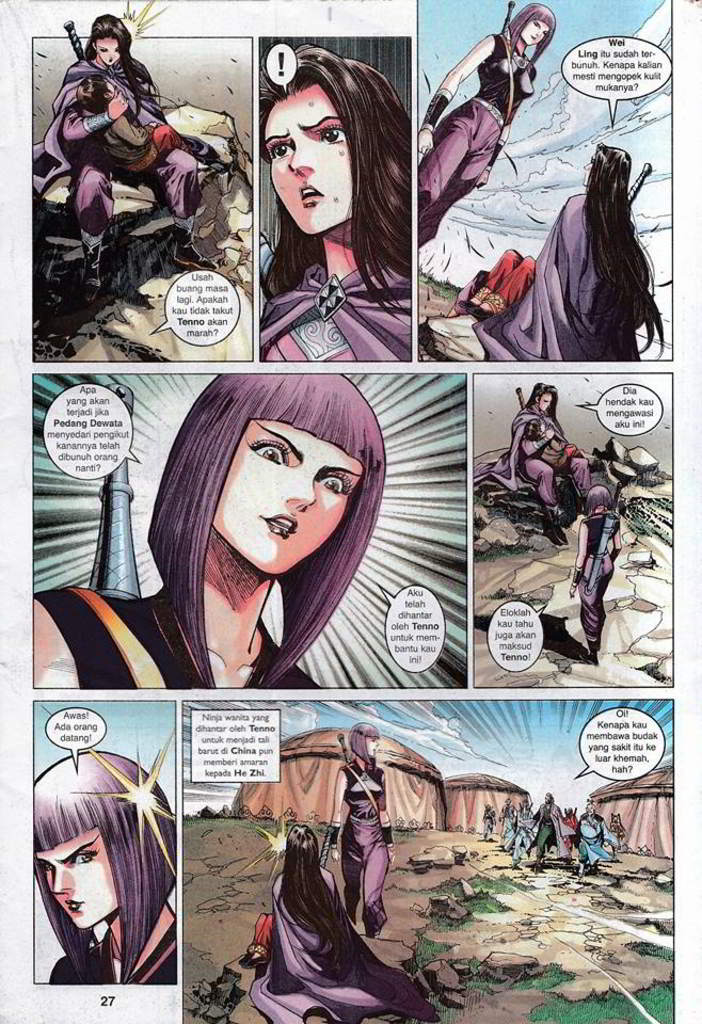 Usah
buang masa
lagi. Apakah
kau tidak takut
Tenno akan
marah?
!
Wei
Ling itu sudah ter-
bunuh. Kenapa kalian
mesti mengopek kulit
mukanya?
Apa
yang akan
terjadi jika
Pedang Dewata
menyedari pengikut
kanannya telah
dibunuh orang
nanti?
Aku
telah
dihantar
oleh Tenno
untuk mem-
bantu kau
ini!
Dia
hendak kau
mengawasi
aku ini!
Eloklah
kau tahu
juga akan
maksud
Tenno!
Awas!
Ada orang
datang!
Ninja wanita yang
dihantar oleh Tenno
untuk menjadi tali
barut di China pun
memberi amaran
kepada He Zhi.
Oi!
Kenapa kau
membawa budak
yang sakit itu ke
luar khemah,
hah?
27